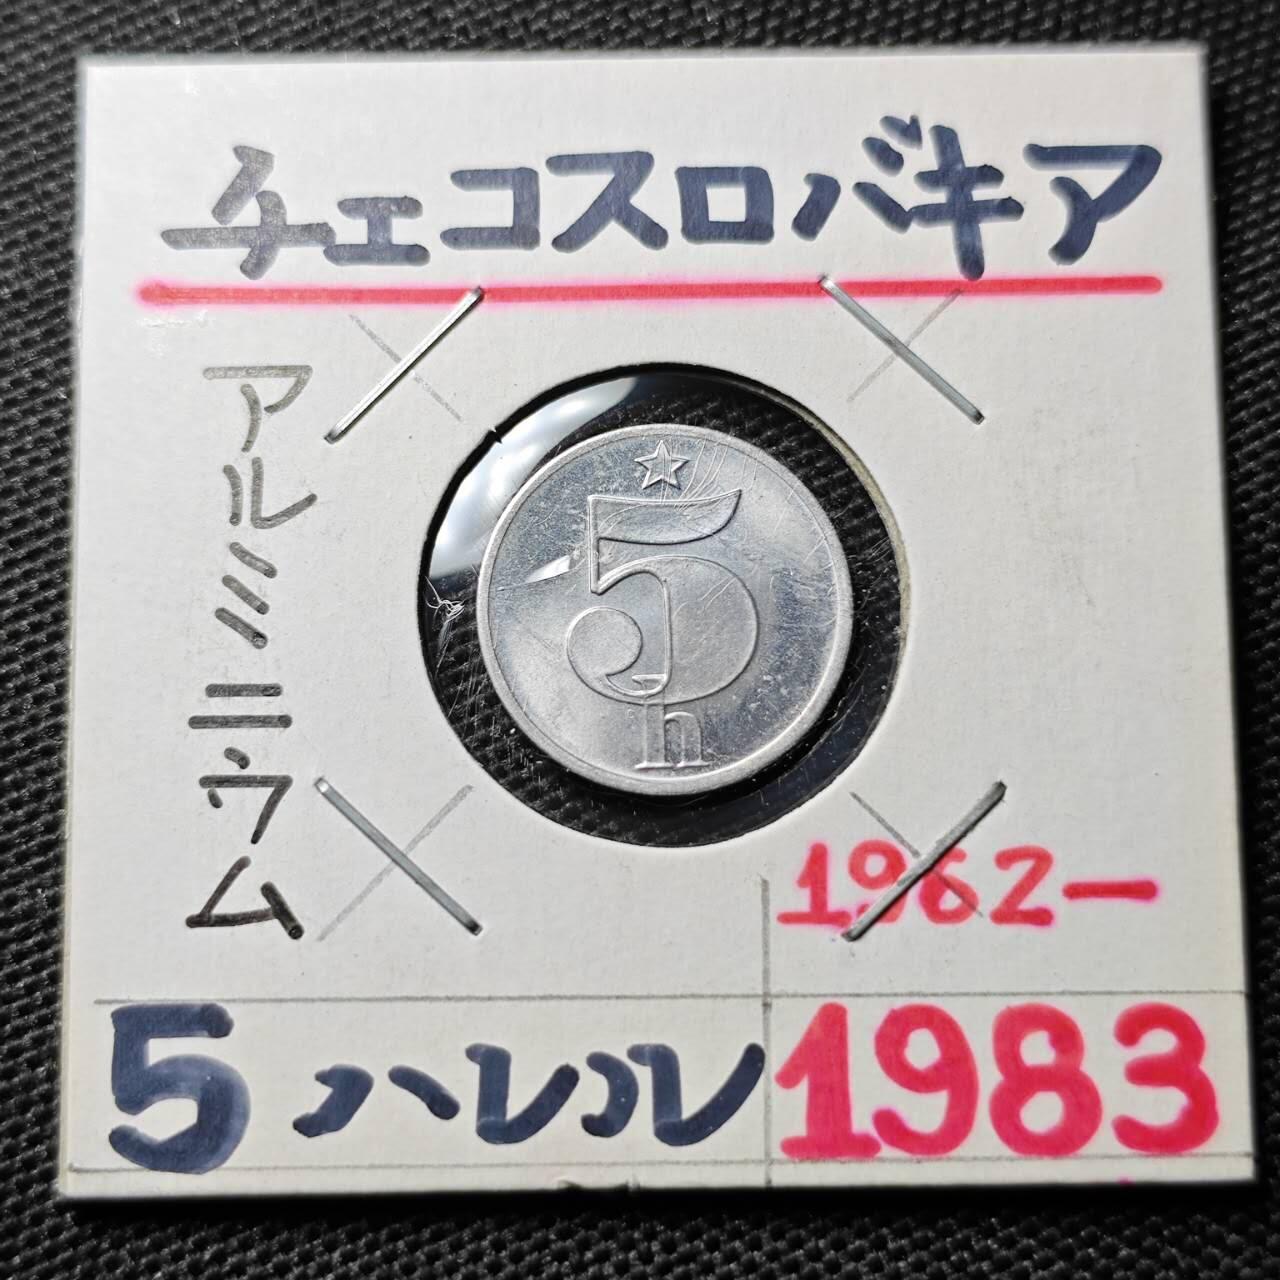 チェコスロバキア
アルミニウム
5
h
1962-
5ハレル
1983